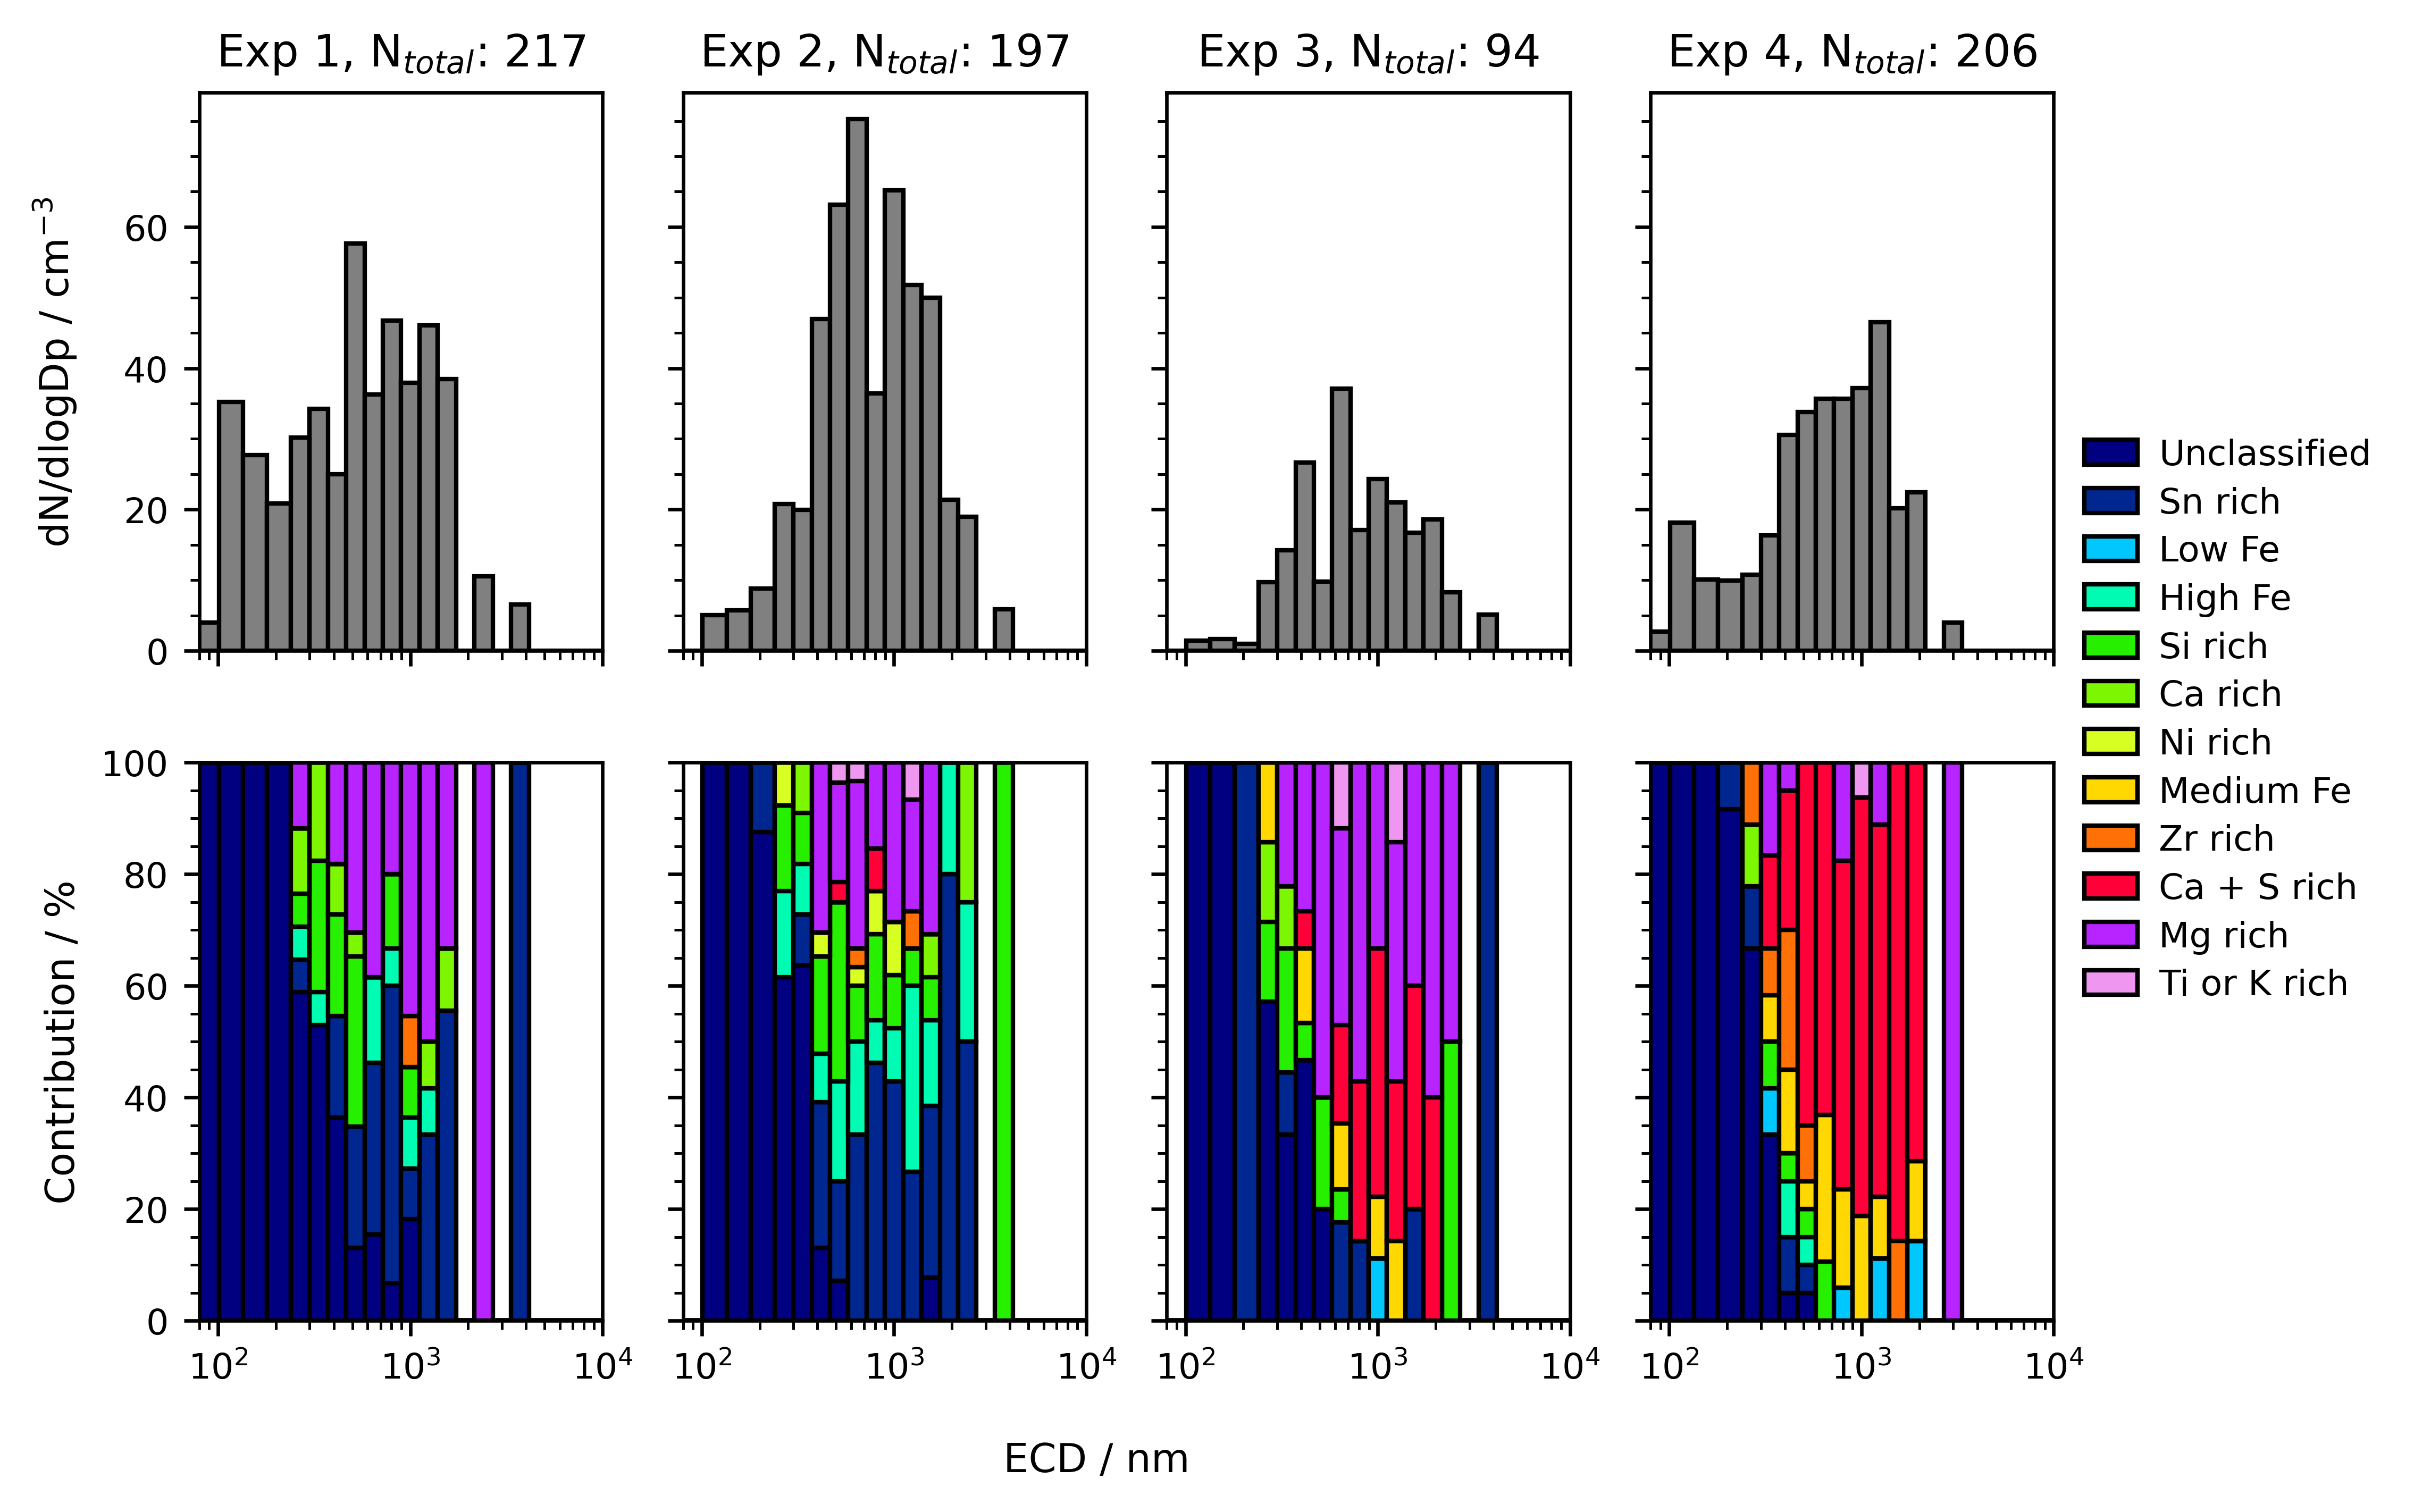 Exp 1, N_total: 217
Exp 2, N_total: 197
Exp 3, N_total: 94
Exp 4, N_total: 206
dN/dlogDp / cm⁻³
60
40
20
0
Unclassified
Sn rich
Low Fe
High Fe
Si rich
Ca rich
Ni rich
Medium Fe
Zr rich
Ca + S rich
Mg rich
Ti or K rich
Contribution / %
100
80
60
40
20
0
10² 10³ 10⁴
10² 10³ 10⁴
10² 10³ 10⁴
10² 10³ 10⁴
ECD / nm